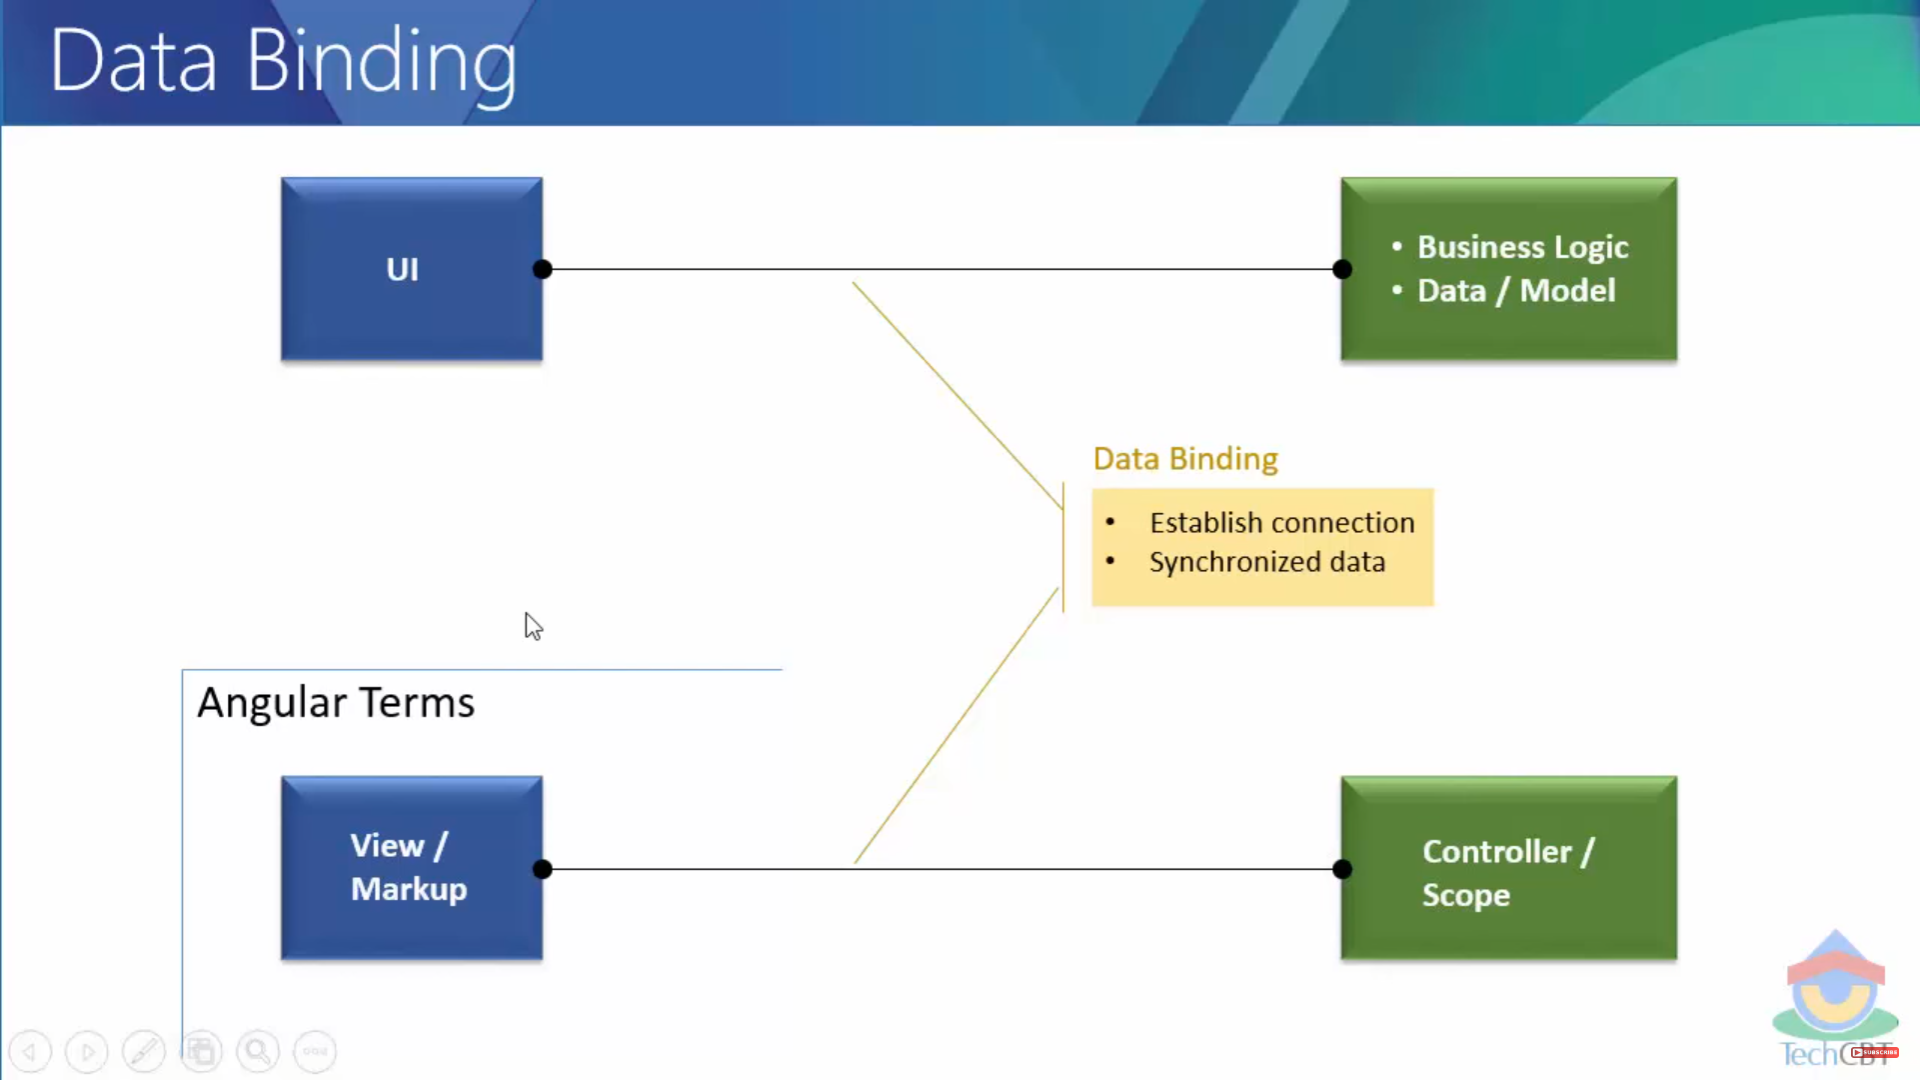 Data Binding
UI
• Business Logic
• Data / Model
Data Binding
• Establish connection
• Synchronized data
Angular Terms
View /
Markup
Controller /
Scope
TechCBT
SUBSCRIBE